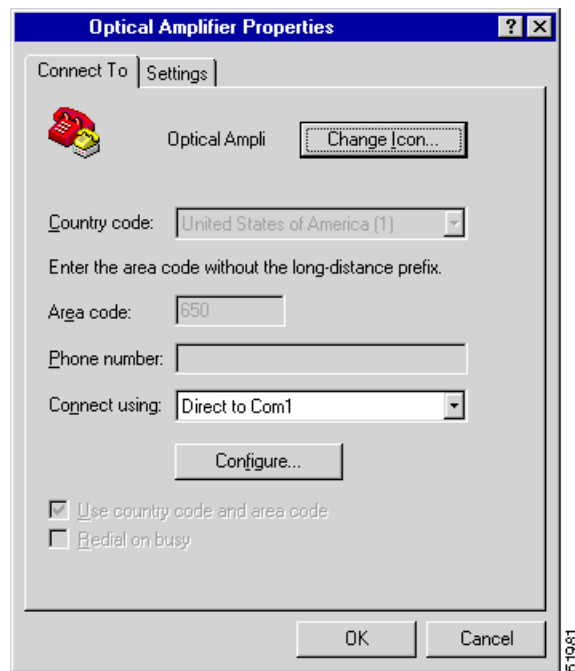 Optical Amplifier Properties
Connect To
Settings
Optical Ampli
Change Icon...
Country code:
United States of America (1)
Enter the area code without the long-distance prefix.
Area code:
650
Phone number:
Connect using:
Direct to Com1
Configure...
Use country code and area code
Redial on busy
OK
Cancel
51981